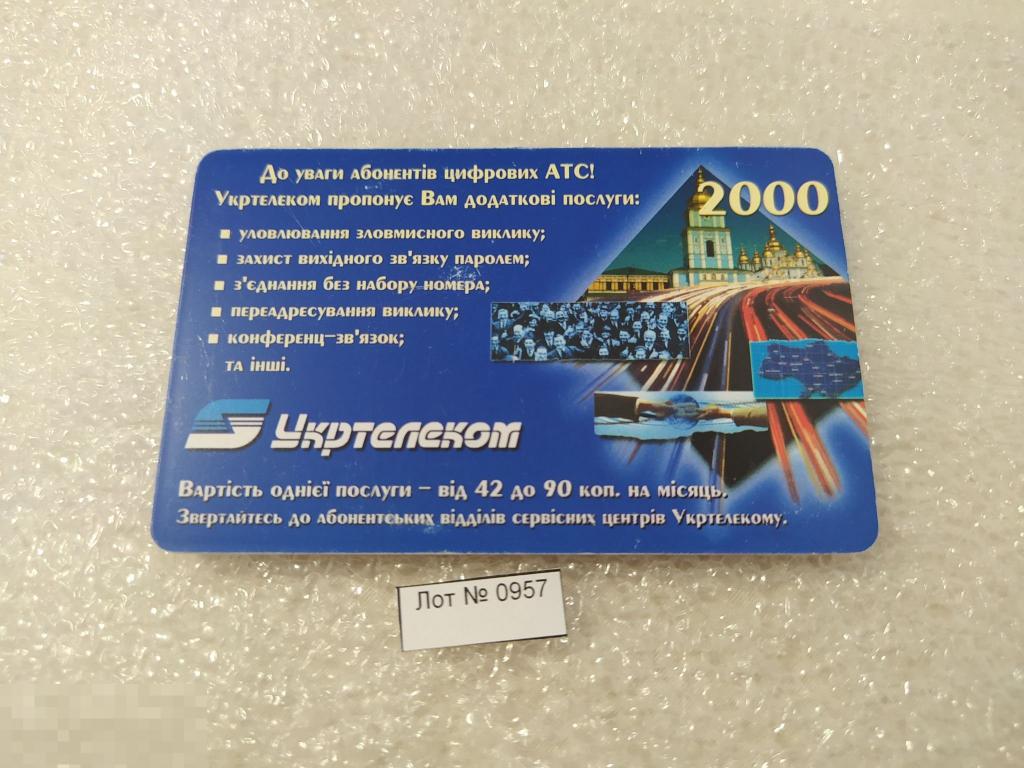 До уваги абонентів цифрових АТС!
Укртелеком пропонує Вам додаткові послуги:
2000
■ уловлювання зловмисного виклику;
■ захист вихідного зв'язку паролем;
■ з'єднання без набору номера;
■ переадресування виклику;
■ конференц-зв'язок;
та інші.
Укртелеком
Вартість однієї послуги – від 42 до 90 коп. на місяць.
Звертайтесь до абонентських відділів сервісних центрів Укртелекому.
Лот № 0957